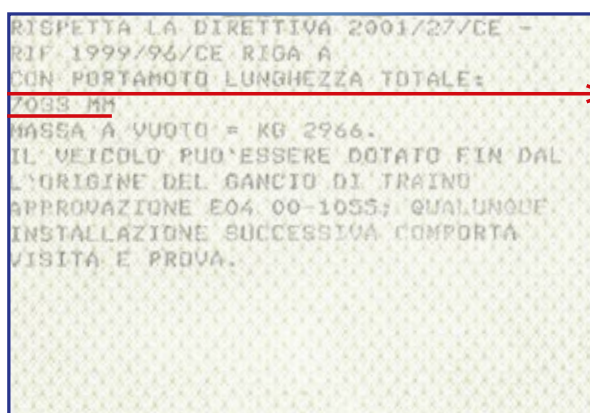 RISPETTA LA DIRETTIVA 2001/27/CE -
RIF 1999/96/CE RIGA A
CON PORTAMOTO LUNGHEZZA TOTALE:
7033 MM
MASSA A VUOTO = KG 2966.
IL VEICOLO PUO'ESSERE DOTATO FIN DAL
L'ORIGINE DEL GANCIO DI TRAINO
APPROVAZIONE E04 00-1055; QUALUNQUE
INSTALLAZIONE SUCCESSIVA COMPORTA
VISITA E PROVA.